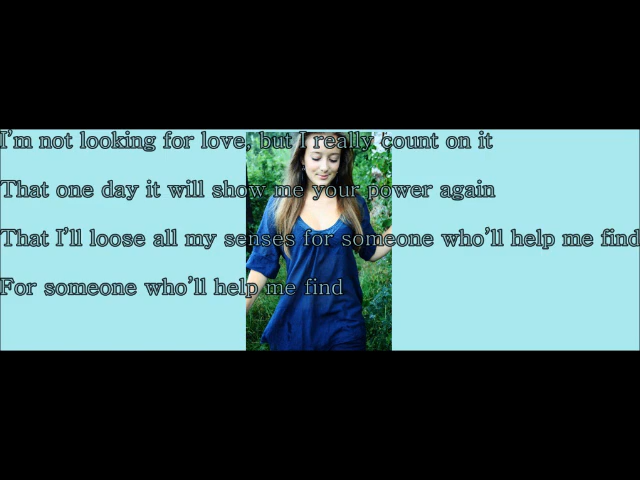 I'm not looking for love, but I really count on it
That one day it will show me your power again
That I'll loose all my senses for someone who'll help me find
For someone who'll help me find